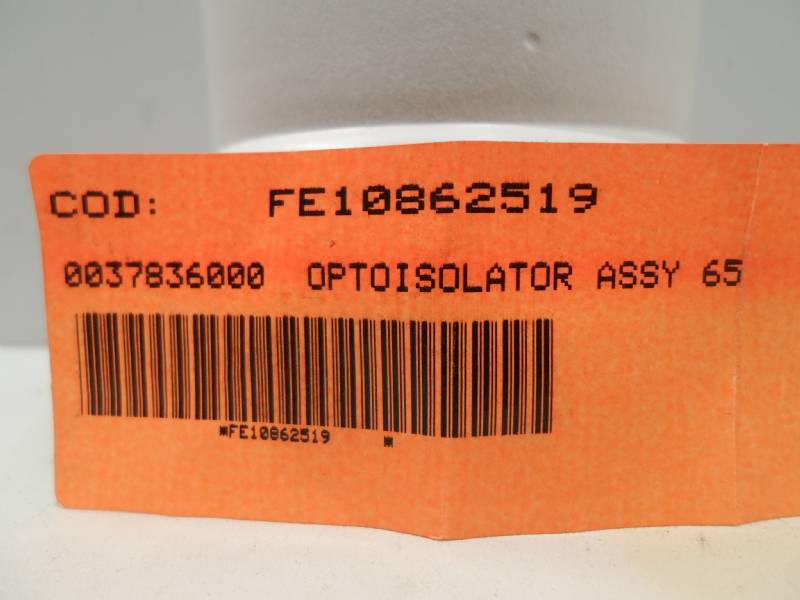 COD: FE10862519
0037836000 OPTOISOLATOR ASSY 65
*FE10862519 *